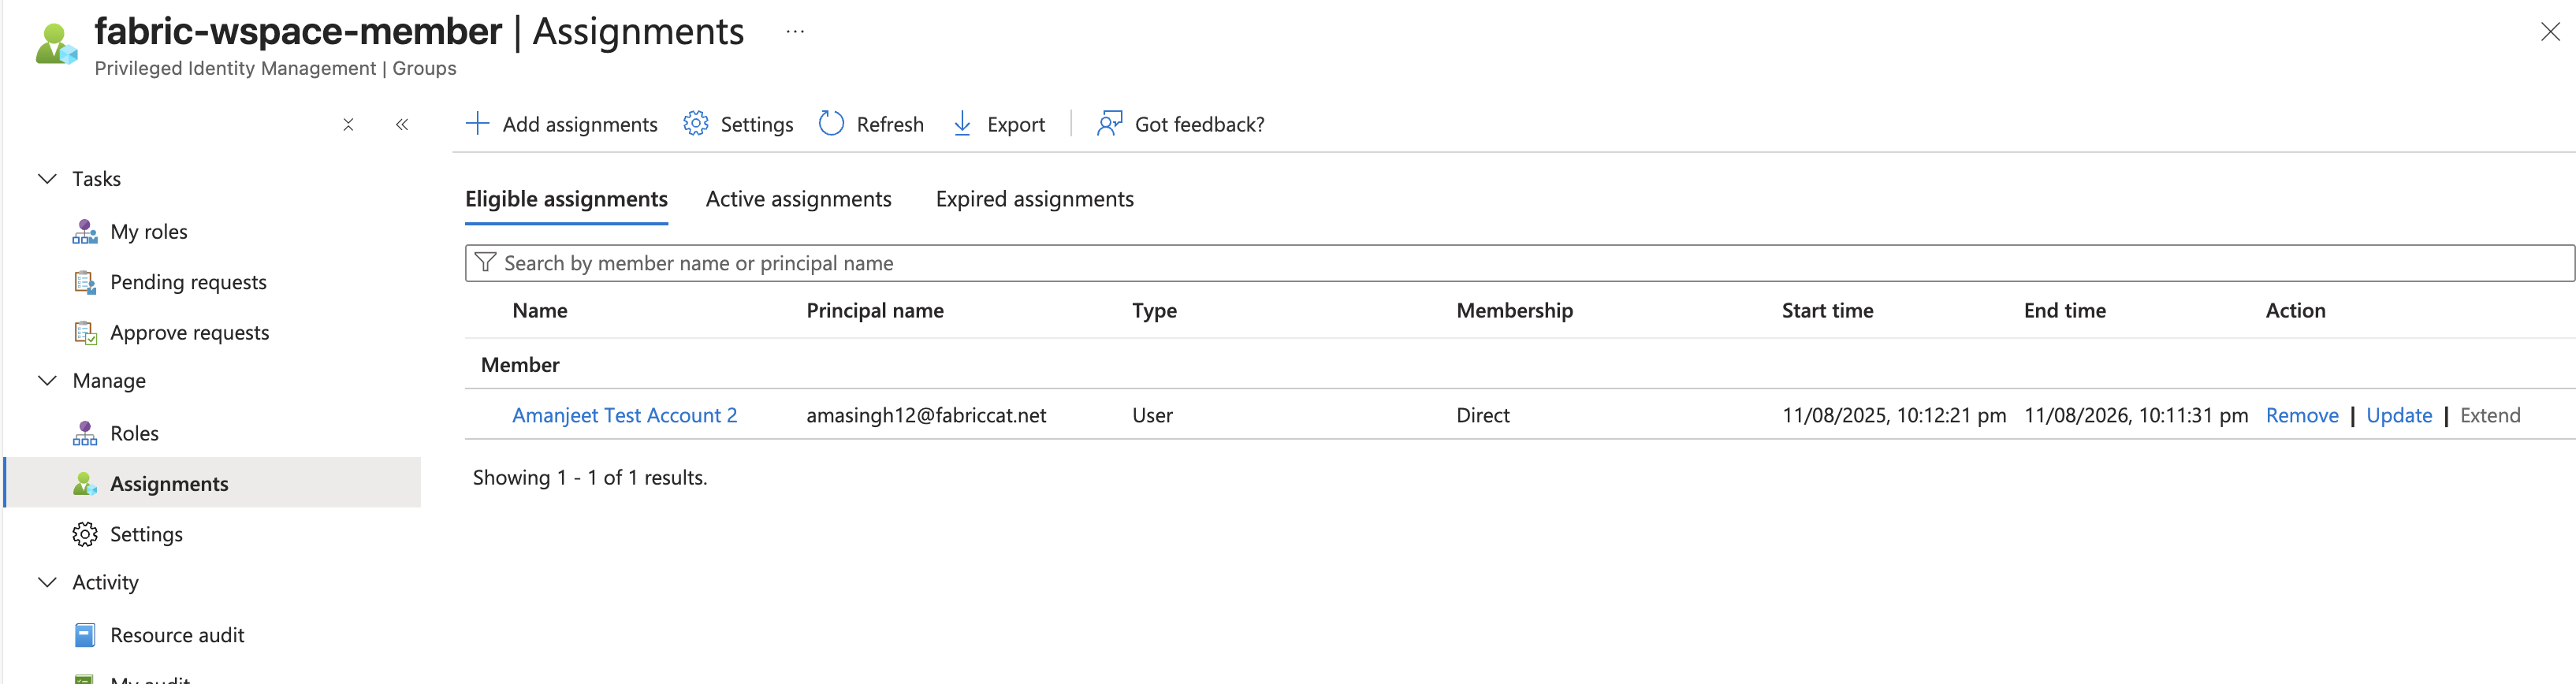 fabric-wspace-member | Assignments ...
Privileged Identity Management | Groups
Add assignments Settings Refresh Export Got feedback?
Tasks
My roles
Pending requests
Approve requests
Manage
Roles
Assignments
Settings
Activity
Resource audit
My audit
Eligible assignments Active assignments Expired assignments
Search by member name or principal name
Name Principal name Type Membership Start time End time Action
Member
Amanjeet Test Account 2 amasingh12@fabriccat.net User Direct 11/08/2025, 10:12:21 pm 11/08/2026, 10:11:31 pm Remove | Update | Extend
Showing 1 - 1 of 1 results.